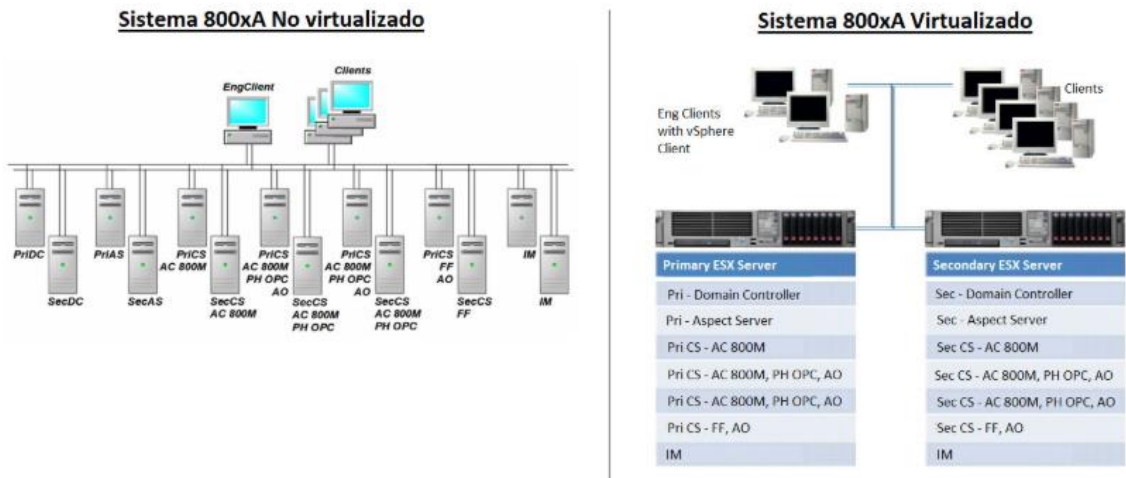 Sistema 800xA No virtualizado
Clients
EngClient
PriDC
PriAS
PriCS
AC 800M
PriCS
AC 800M
PH OPC
AO
PriCS
AC 800M
PH OPC
AO
PriCS
FF
AO
IM
SecDC
SecAS
SecCS
AC 800M
SecCS
AC 800M
PH OPC
SecCS
AC 800M
PH OPC
SecCS
FF
IM
Sistema 800xA Virtualizado
Eng Clients
with vSphere
Client
Clients
Primary ESX Server
Pri - Domain Controller
Pri - Aspect Server
Pri CS - AC 800M
Pri CS - AC 800M, PH OPC, AO
Pri CS - AC 800M, PH OPC, AO
Pri CS - FF, AO
IM
Secondary ESX Server
Sec - Domain Controller
Sec - Aspect Server
Sec CS - AC 800M
Sec CS - AC 800M, PH OPC, AO
Sec CS - AC 800M, PH OPC, AO
Sec CS - FF, AO
IM